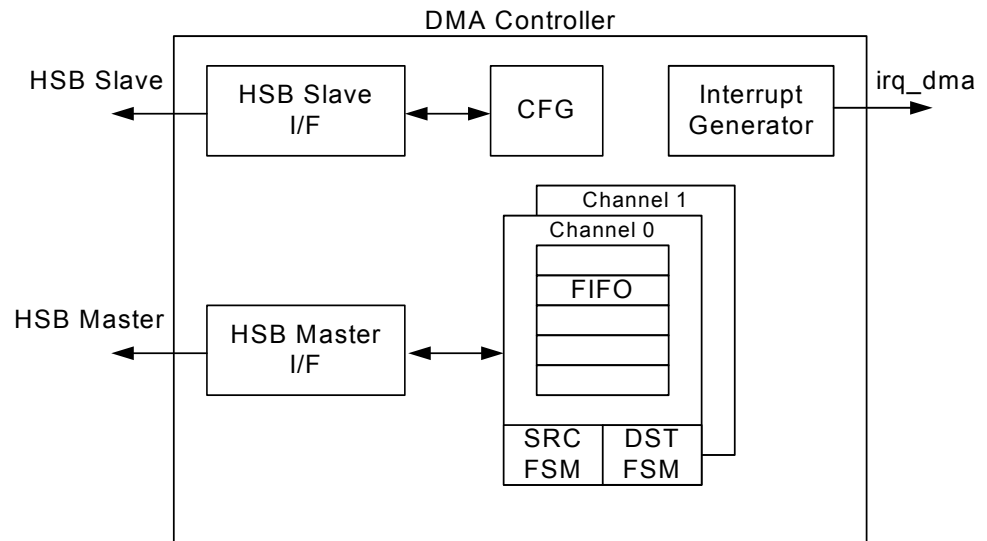 DMA Controller
HSB Slave
HSB Slave
I/F
CFG
Interrupt
Generator
irq_dma
Channel 1
Channel 0
FIFO
HSB Master
HSB Master
I/F
SRC
FSM
DST
FSM